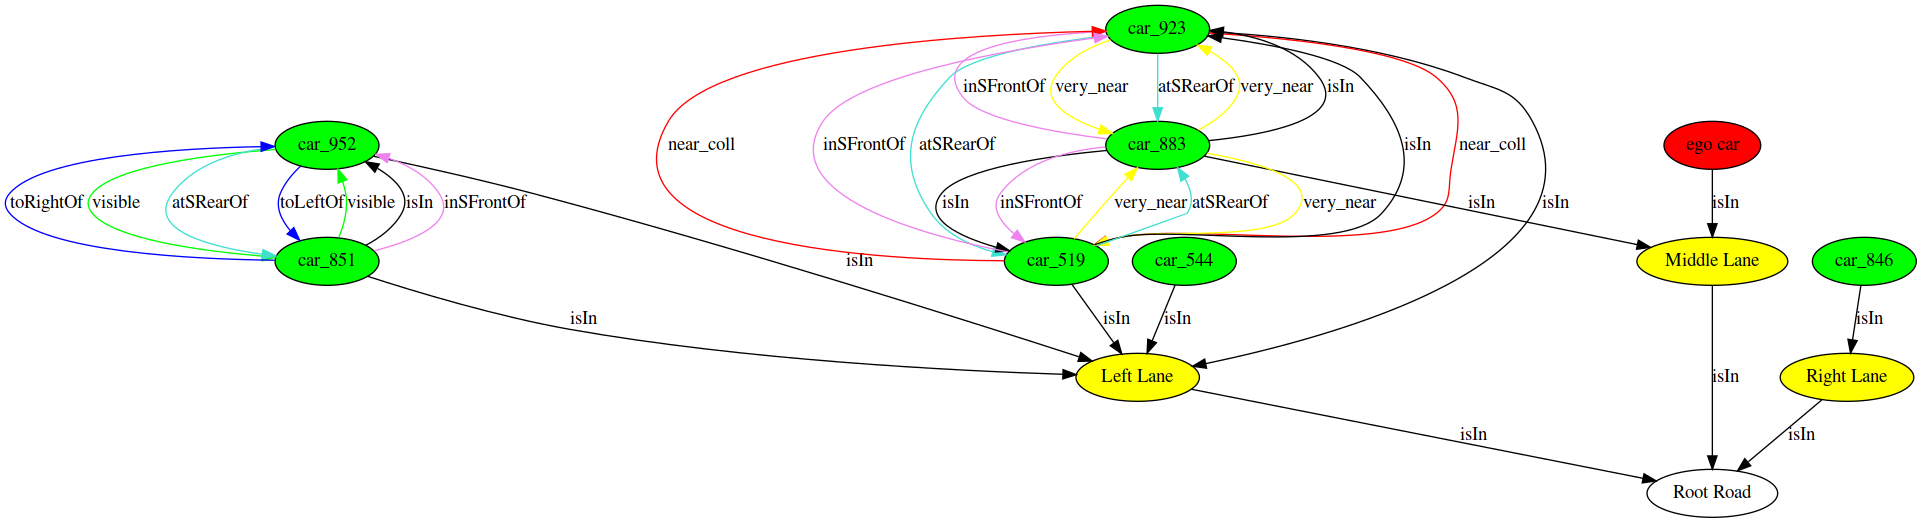 car_923
inSFrontOf
very_near
atSRearOf
very_near
isIn
car_952
near_coll
inSFrontOf
atSRearOf
car_883
isIn
near_coll
ego car
toRightOf
visible
atSRearOf
toLeftOf
visible
isIn
inSFrontOf
isIn
inSFrontOf
very_near
atSRearOf
very_near
isIn
isIn
isIn
car_851
isIn
car_519
car_544
Middle Lane
car_846
isIn
isIn
isIn
isIn
Left Lane
isIn
Right Lane
isIn
isIn
Root Road